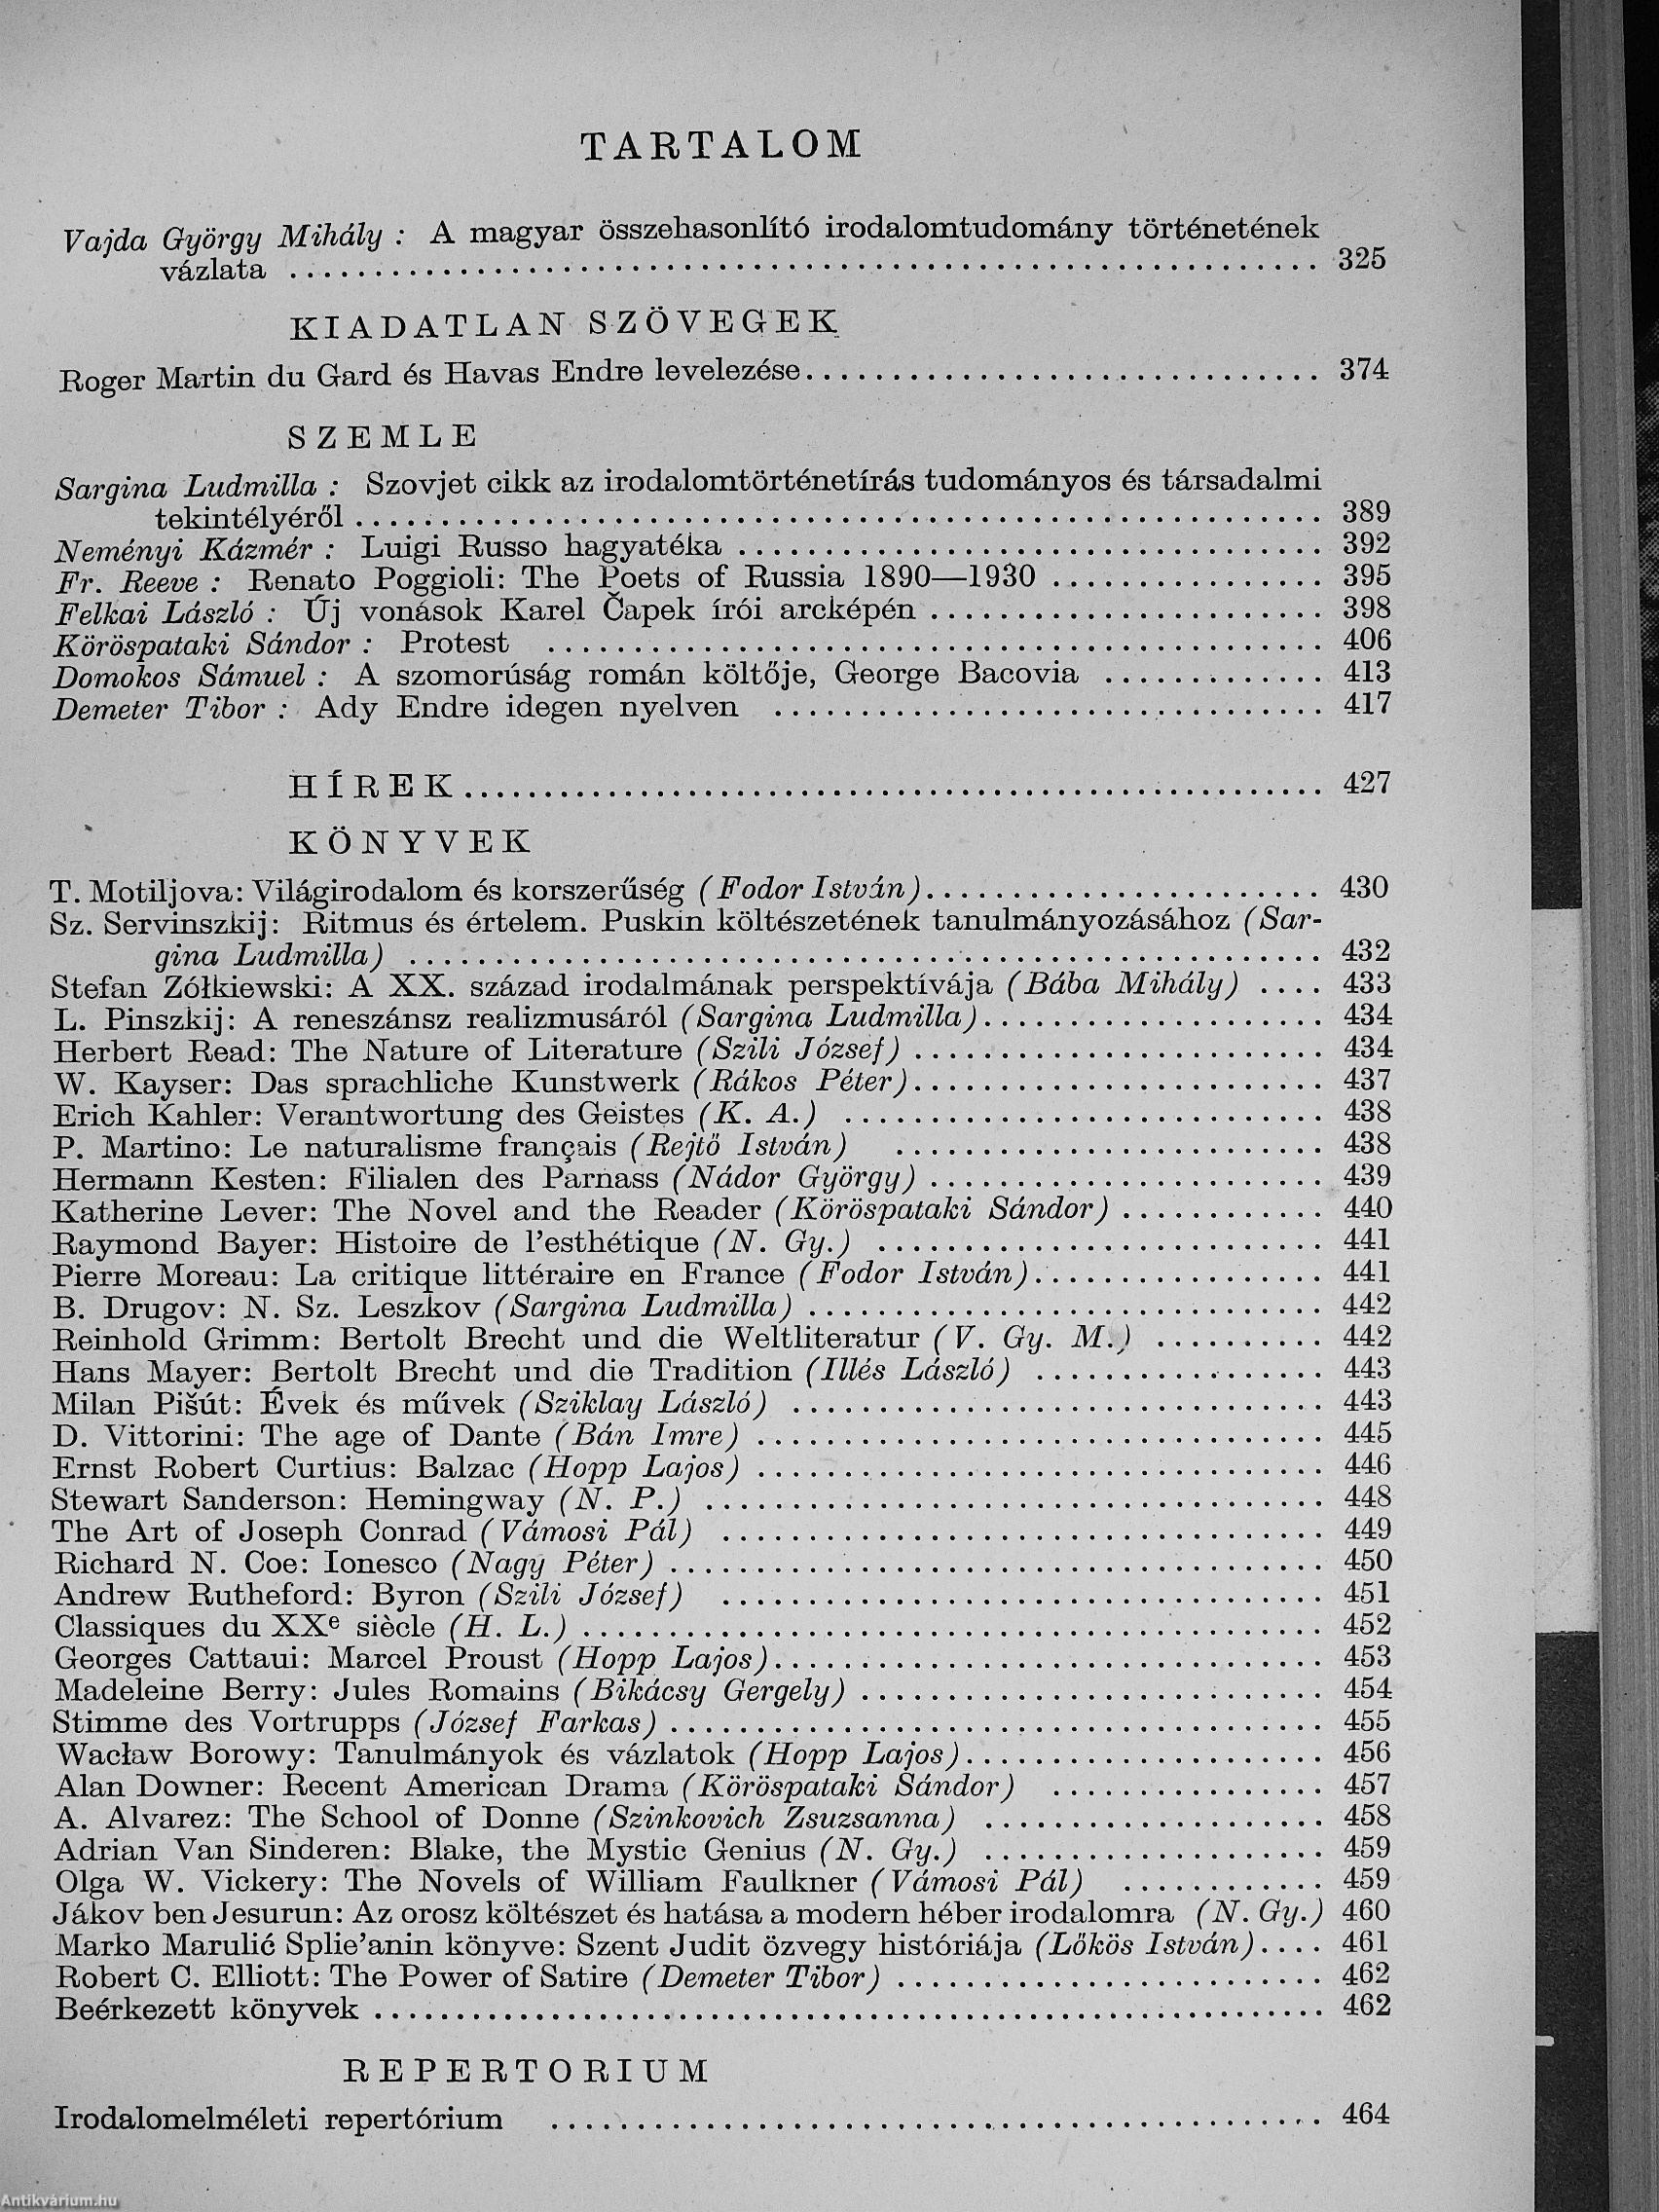 TARTALOM
Vajda György Mihály : A magyar összehasonlító irodalomtudomány történetének
vázlata ........ 325
KIADATLAN SZÖVEGEK
Roger Martin du Gard és Havas Endre levelezése ........ 374
SZEMLE
Sargina Ludmilla : Szovjet cikk az irodalomtörténetírás tudományos és társadalmi
tekintélyéről ........ 389
Neményi Kázmér : Luigi Russo hagyatéka ........ 392
Fr. Reeve : Renato Poggioli: The Poets of Russia 1890—1930 ........ 395
Felkai László : Új vonások Karel Čapek írói arcképén ........ 398
Köröspataki Sándor : Protest ........ 406
Domokos Sámuel : A szomorúság román költője, George Bacovia ........ 413
Demeter Tibor : Ady Endre idegen nyelven ........ 417
HÍREK ........ 427
KÖNYVEK
T. Motiljova: Világirodalom és korszerűség (Fodor István) ........ 430
Sz. Servinszkij: Ritmus és értelem. Puskin költészetének tanulmányozásához (Sar-
gina Ludmilla) ........ 432
Stefan Zółkiewski: A XX. század irodalmának perspektívája (Bába Mihály) .... 433
L. Pinszkij: A reneszánsz realizmusáról (Sargina Ludmilla) ........ 434
Herbert Read: The Nature of Literature (Szili József) ........ 434
W. Kayser: Das sprachliche Kunstwerk (Rákos Péter) ........ 437
Erich Kahler: Verantwortung des Geistes (K. A.) ........ 438
P. Martino: Le naturalisme français (Rejtő István) ........ 438
Hermann Kesten: Filialen des Parnass (Nádor György) ........ 439
Katherine Lever: The Novel and the Reader (Köröspataki Sándor) ........ 440
Raymond Bayer: Histoire de l'esthétique (N. Gy.) ........ 441
Pierre Moreau: La critique littéraire en France (Fodor István) ........ 441
B. Drugov: N. Sz. Leszkov (Sargina Ludmilla) ........ 442
Reinhold Grimm: Bertolt Brecht und die Weltliteratur (V. Gy. M.) ........ 442
Hans Mayer: Bertolt Brecht und die Tradition (Illés László) ........ 443
Milan Pišút: Évek és művek (Sziklay László) ........ 443
D. Vittorini: The age of Dante (Bán Imre) ........ 445
Ernst Robert Curtius: Balzac (Hopp Lajos) ........ 446
Stewart Sanderson: Hemingway (N. P.) ........ 448
The Art of Joseph Conrad (Vámosi Pál) ........ 449
Richard N. Coe: Ionesco (Nagy Péter) ........ 450
Andrew Rutheford: Byron (Szili József) ........ 451
Classiques du XXe siècle (H. L.) ........ 452
Georges Cattaui: Marcel Proust (Hopp Lajos) ........ 453
Madeleine Berry: Jules Romains (Bikácsy Gergely) ........ 454
Stimme des Vortrupps (József Farkas) ........ 455
Wacław Borowy: Tanulmányok és vázlatok (Hopp Lajos) ........ 456
Alan Downer: Recent American Drama (Köröspataki Sándor) ........ 457
A. Alvarez: The School of Donne (Szinkovich Zsuzsanna) ........ 458
Adrian Van Sinderen: Blake, the Mystic Genius (N. Gy.) ........ 459
Olga W. Vickery: The Novels of William Faulkner (Vámosi Pál) ........ 459
Jákov ben Jesurun: Az orosz költészet és hatása a modern héber irodalomra (N. Gy.) 460
Marko Marulić Splie'anin könyve: Szent Judit özvegy históriája (Lőkös István) .... 461
Robert C. Elliott: The Power of Satire (Demeter Tibor) ........ 462
Beérkezett könyvek ........ 462
REPERTORIUM
Irodalomelméleti repertórium ........ 464
Antikvárium.hu